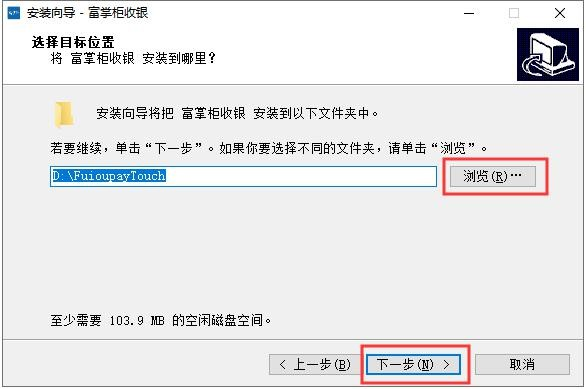 安装向导 - 富掌柜收银
选择目标位置
将 富掌柜收银 安装到哪里？
安装向导将把 富掌柜收银 安装到以下文件夹中。
若要继续，单击“下一步”。如果你要选择不同的文件夹，请单击“浏览”。
D:\FuioupayTouch
浏览(R)…
至少需要 103.9 MB 的空闲磁盘空间。
< 上一步(B)
下一步(N) >
取消